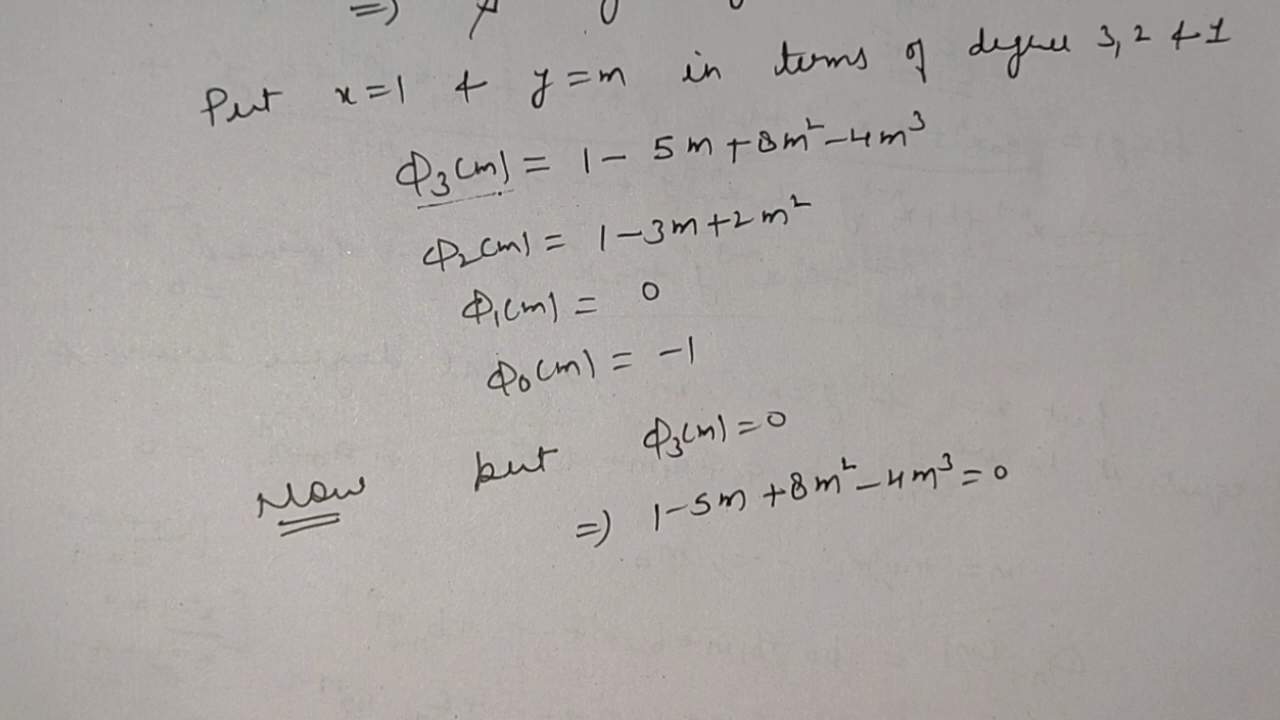 =>)
Put x=1 & y=m in terms of degree 3, 2 & 1
Φ₃(m) = 1 - 5m + 8m² - 4m³
Φ₂(m) = 1 - 3m + 2m²
Φ₁(m) = 0
Φ₀(m) = -1
Now put Φ₃(m) = 0
=>) 1 - 5m + 8m² - 4m³ = 0